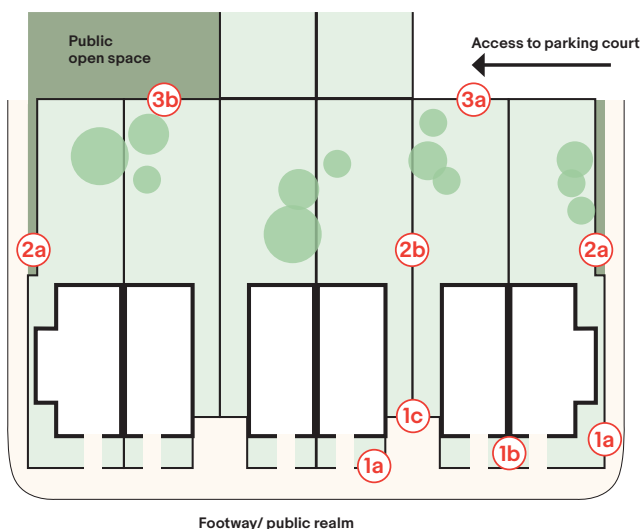 Public
open space
Access to parking court
3b
3a
2a
2b
2a
1c
1a
1b
1a
Footway/ public realm